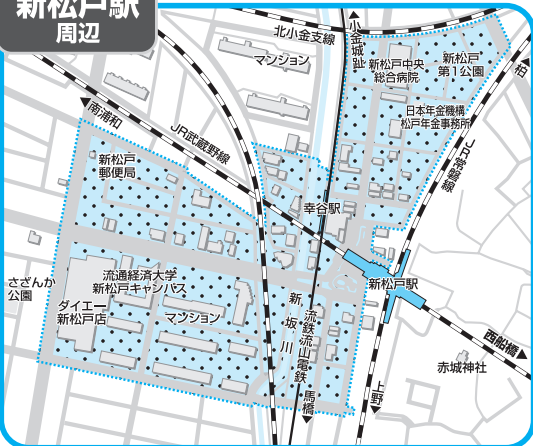 新松戸駅
周辺
北小金支線
小金城趾
マンション
新松戸中央
総合病院
新松戸
第1公園
柏
日本年金機構
松戸年金事務所
南浦和
JR武蔵野線
JR常磐線
新松戸
郵便局
幸谷駅
さざんか
公園
流通経済大学
新松戸キャンパス
新松戸駅
ダイエー
新松戸店
マンション
新坂川
流鉄流山電鉄
馬橋
上野
西船橋
赤城神社